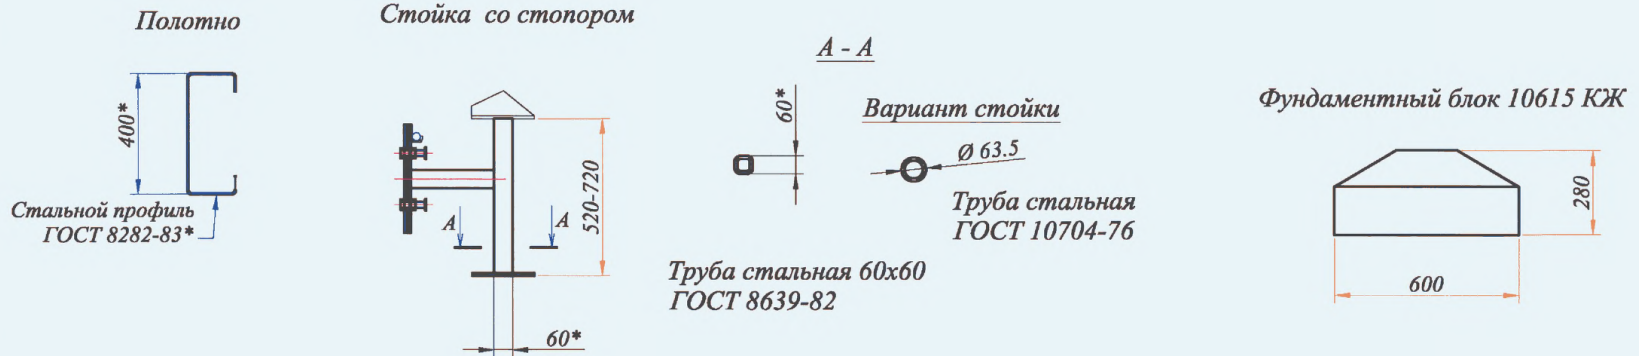 Полотно
400*
Стальной профиль
ГОСТ 8282-83*
Стойка со стопором
520-720
А
А
60*
А - А
60*
Труба стальная 60х60
ГОСТ 8639-82
Вариант стойки
Ø 63.5
Труба стальная
ГОСТ 10704-76
Фундаментный блок 10615 КЖ
280
600